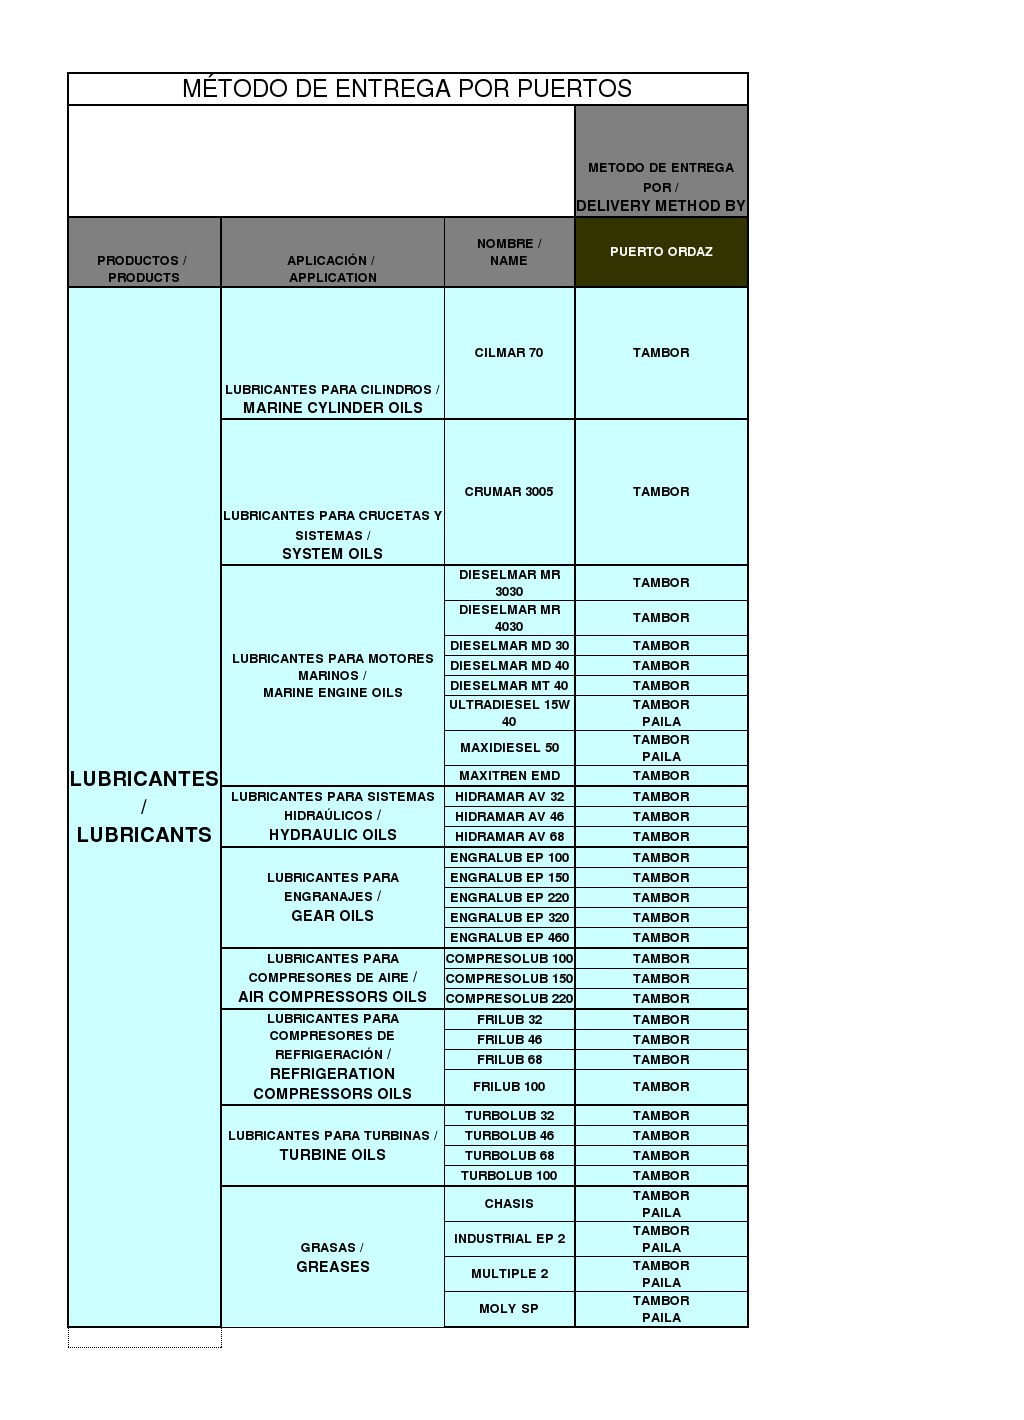 MÉTODO DE ENTREGA POR PUERTOS
METODO DE ENTREGA
POR /
DELIVERY METHOD BY
PRODUCTOS /
PRODUCTS
APLICACIÓN /
APPLICATION
NOMBRE /
NAME
PUERTO ORDAZ
LUBRICANTES
/
LUBRICANTS
LUBRICANTES PARA CILINDROS /
MARINE CYLINDER OILS
CILMAR 70
TAMBOR
LUBRICANTES PARA CRUCETAS Y
SISTEMAS /
SYSTEM OILS
CRUMAR 3005
TAMBOR
LUBRICANTES PARA MOTORES
MARINOS /
MARINE ENGINE OILS
DIESELMAR MR
3030
TAMBOR
DIESELMAR MR
4030
TAMBOR
DIESELMAR MD 30
TAMBOR
DIESELMAR MD 40
TAMBOR
DIESELMAR MT 40
TAMBOR
ULTRADIESEL 15W
40
TAMBOR
PAILA
MAXIDIESEL 50
TAMBOR
PAILA
MAXITREN EMD
TAMBOR
LUBRICANTES PARA SISTEMAS
HIDRAÚLICOS /
HYDRAULIC OILS
HIDRAMAR AV 32
TAMBOR
HIDRAMAR AV 46
TAMBOR
HIDRAMAR AV 68
TAMBOR
LUBRICANTES PARA
ENGRANAJES /
GEAR OILS
ENGRALUB EP 100
TAMBOR
ENGRALUB EP 150
TAMBOR
ENGRALUB EP 220
TAMBOR
ENGRALUB EP 320
TAMBOR
ENGRALUB EP 460
TAMBOR
LUBRICANTES PARA
COMPRESORES DE AIRE /
AIR COMPRESSORS OILS
COMPRESOLUB 100
TAMBOR
COMPRESOLUB 150
TAMBOR
COMPRESOLUB 220
TAMBOR
LUBRICANTES PARA
COMPRESORES DE
REFRIGERACIÓN /
REFRIGERATION
COMPRESSORS OILS
FRILUB 32
TAMBOR
FRILUB 46
TAMBOR
FRILUB 68
TAMBOR
FRILUB 100
TAMBOR
LUBRICANTES PARA TURBINAS /
TURBINE OILS
TURBOLUB 32
TAMBOR
TURBOLUB 46
TAMBOR
TURBOLUB 68
TAMBOR
TURBOLUB 100
TAMBOR
GRASAS /
GREASES
CHASIS
TAMBOR
PAILA
INDUSTRIAL EP 2
TAMBOR
PAILA
MULTIPLE 2
TAMBOR
PAILA
MOLY SP
TAMBOR
PAILA